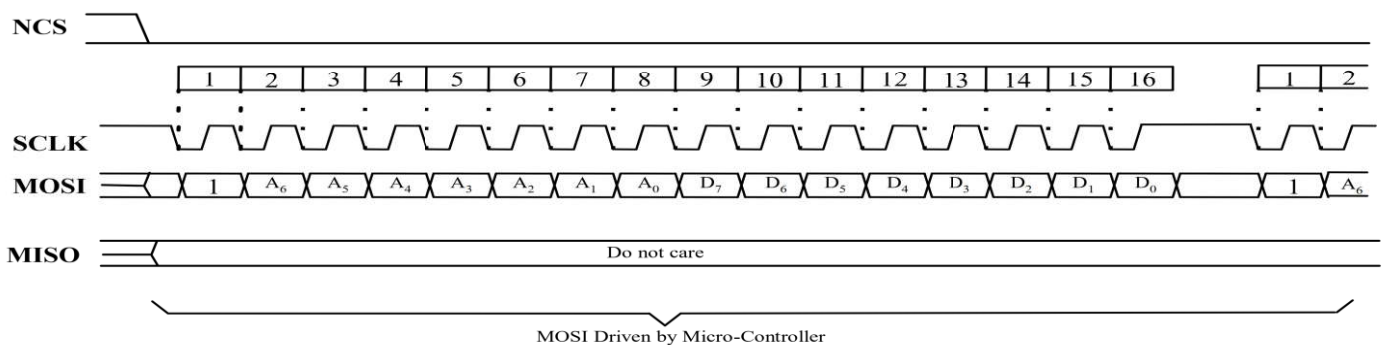 NCS
1 2 3 4 5 6 7 8 9 10 11 12 13 14 15 16 1 2
SCLK
MOSI 1 A₆ A₅ A₄ A₃ A₂ A₁ A₀ D₇ D₆ D₅ D₄ D₃ D₂ D₁ D₀ 1 A₆
MISO Do not care
MOSI Driven by Micro-Controller